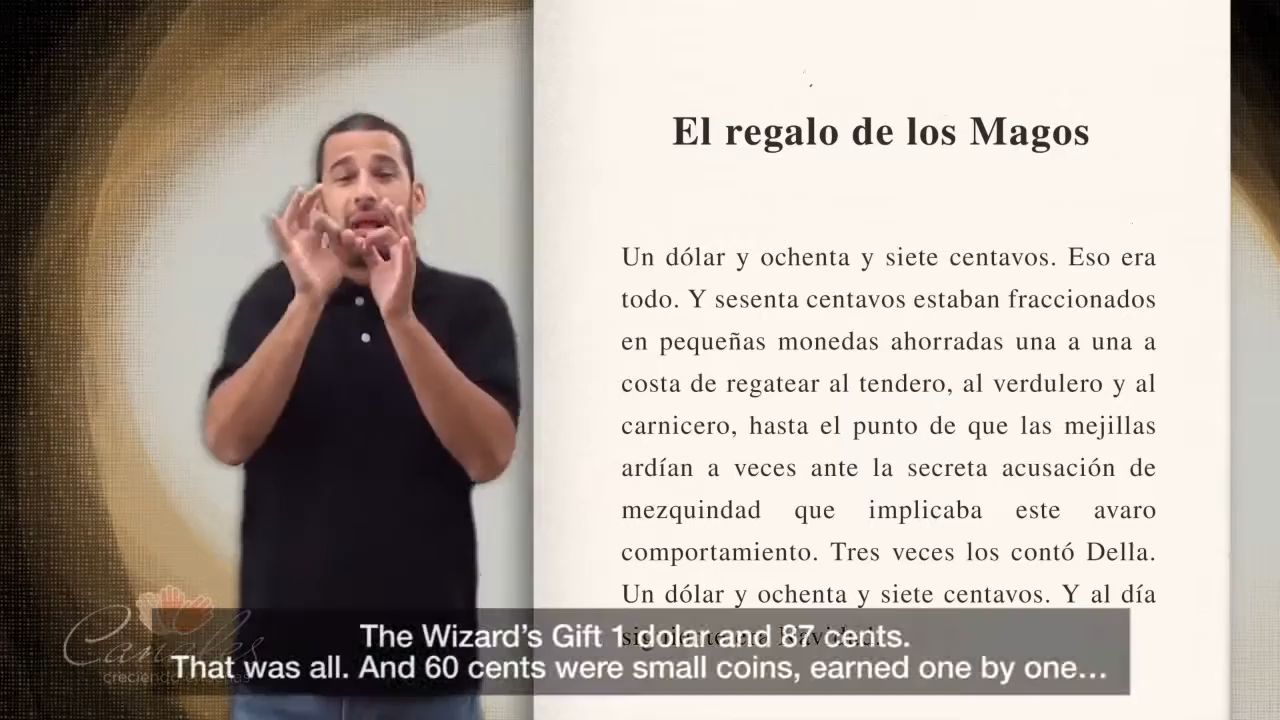 El regalo de los Magos
Un dólar y ochenta y siete centavos. Eso era
todo. Y sesenta centavos estaban fraccionados
en pequeñas monedas ahorradas una a una a
costa de regatear al tendero, al verdulero y al
carnicero, hasta el punto de que las mejillas
ardían a veces ante la secreta acusación de
mezquindad que implicaba este avaro
comportamiento. Tres veces los contó Della.
Un dólar y ochenta y siete centavos. Y al día
The Wizard's Gift 1 dolar and 87 cents.
That was all. And 60 cents were small coins, earned one by one...